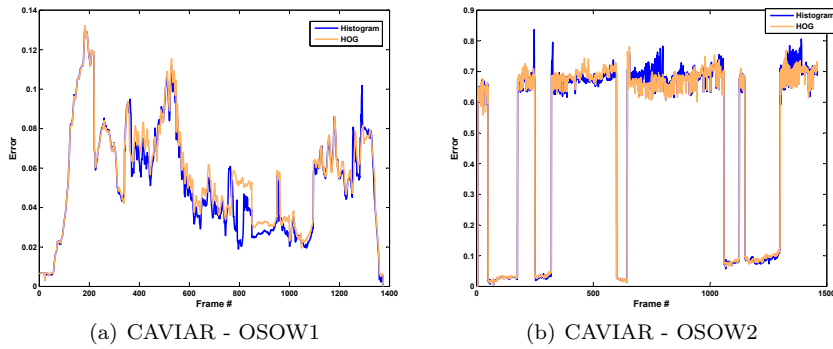 0.14
0.12
0.1
0.08
0.06
0.04
0.02
0
Error
0 200 400 600 800 1000 1200 1400
Frame #
Histogram
HOG
(a) CAVIAR - OSOW1
0.9
0.8
0.7
0.6
0.5
0.4
0.3
0.2
0.1
0
Error
0 500 1000 1500
Frame #
Histogram
HOG
(b) CAVIAR - OSOW2